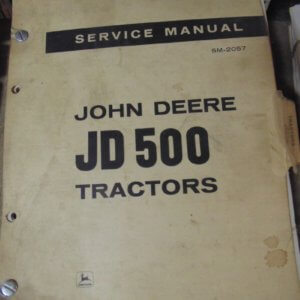 SERVICE MANUAL
SM-2057
JOHN DEERE
JD 500
TRACTORS